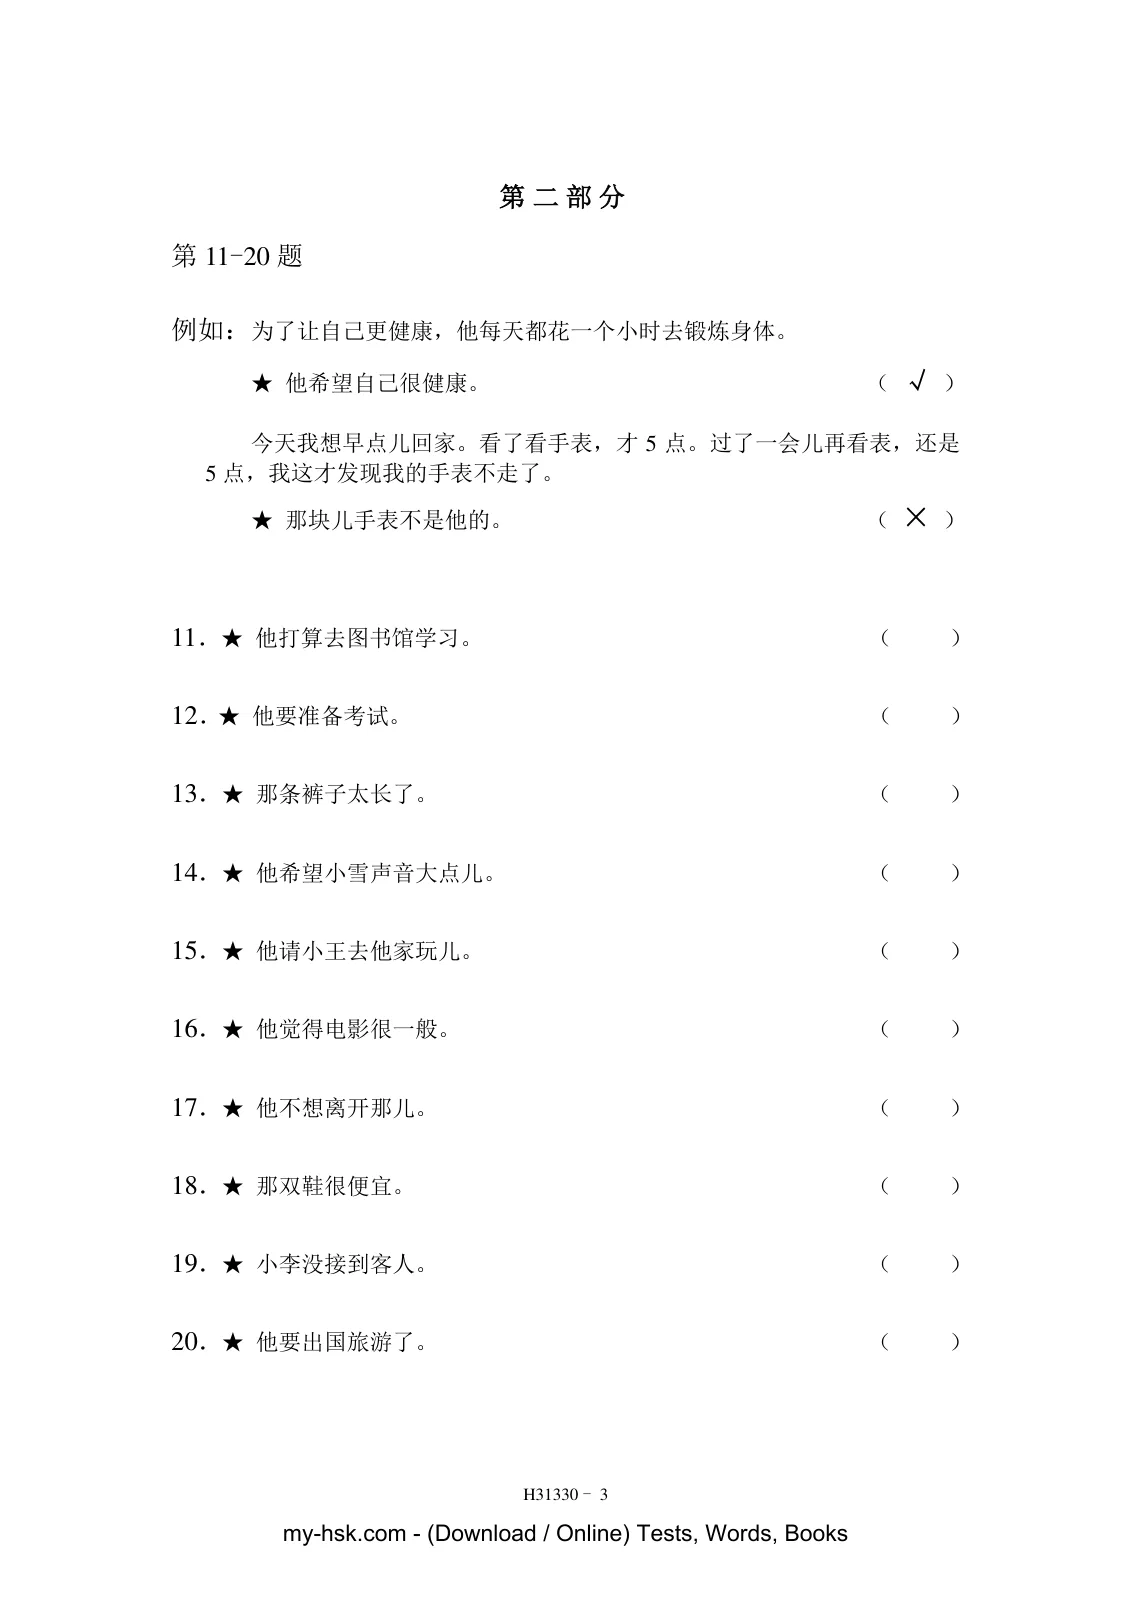 第二部分
第 11-20 题
例如：为了让自己更健康，他每天都花一个小时去锻炼身体。
★ 他希望自己很健康。 （ √ ）
今天我想早点儿回家。看了看手表，才 5 点。过了一会儿再看表，还是
5 点，我这才发现我的手表不走了。
★ 那块儿手表不是他的。 （ × ）
11．★ 他打算去图书馆学习。 （ ）
12．★ 他要准备考试。 （ ）
13．★ 那条裤子太长了。 （ ）
14．★ 他希望小雪声音大点儿。 （ ）
15．★ 他请小王去他家玩儿。 （ ）
16．★ 他觉得电影很一般。 （ ）
17．★ 他不想离开那儿。 （ ）
18．★ 那双鞋很便宜。 （ ）
19．★ 小李没接到客人。 （ ）
20．★ 他要出国旅游了。 （ ）
H31330 - 3
my-hsk.com - (Download / Online) Tests, Words, Books